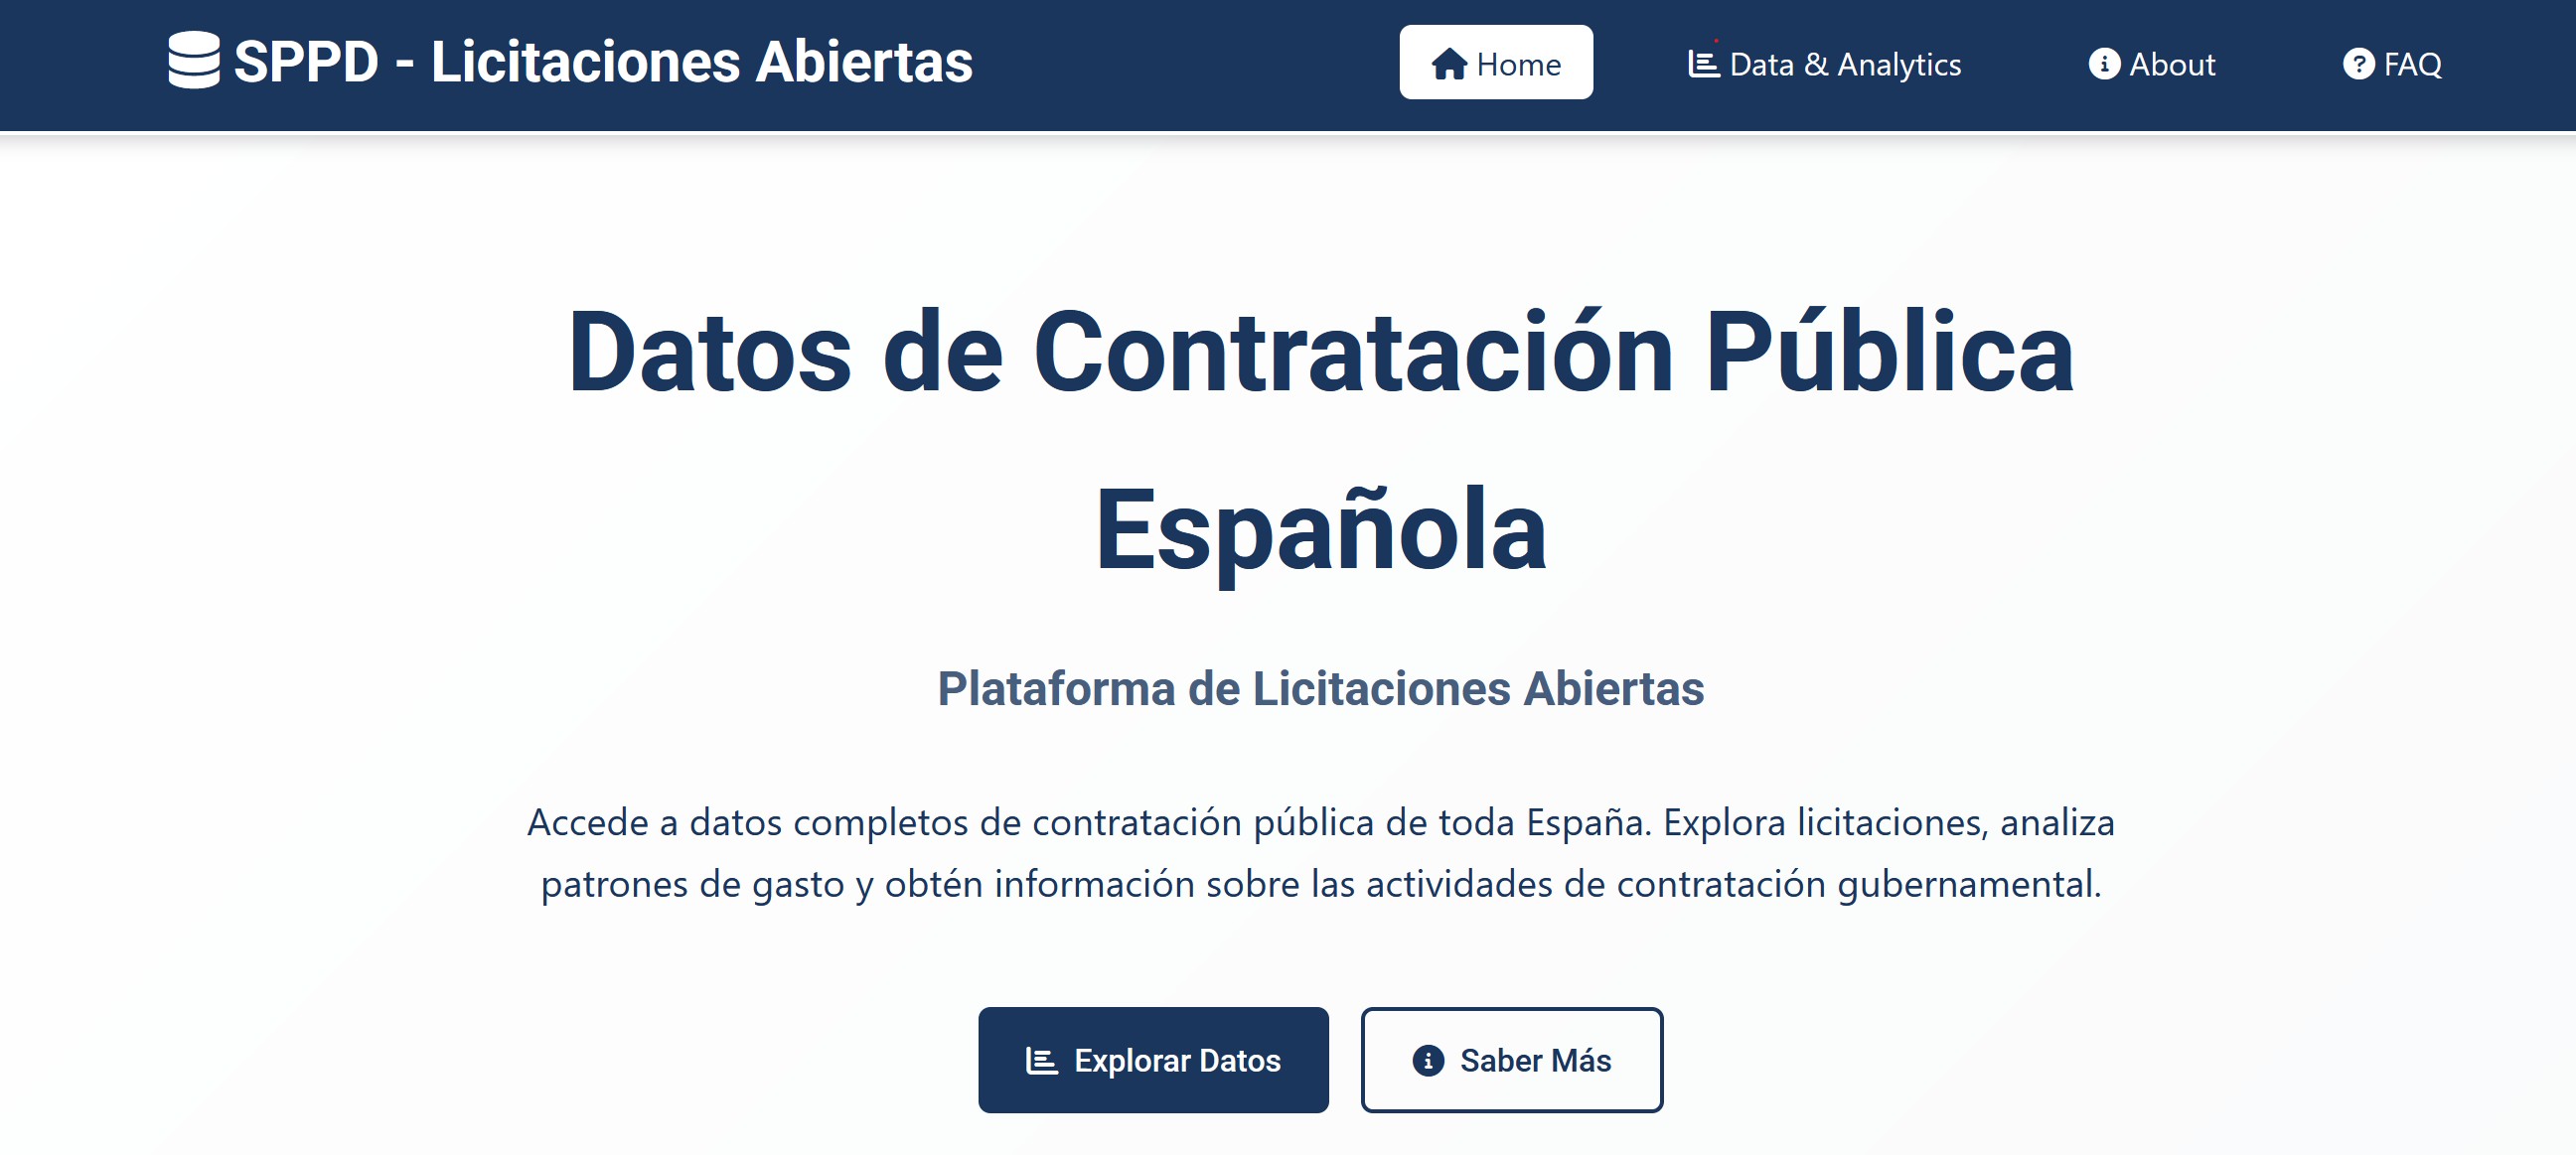 SPPD - Licitaciones Abiertas
Home
Data & Analytics
About
FAQ
Datos de Contratación Pública
Española
Plataforma de Licitaciones Abiertas
Accede a datos completos de contratación pública de toda España. Explora licitaciones, analiza
patrones de gasto y obtén información sobre las actividades de contratación gubernamental.
Explorar Datos
Saber Más